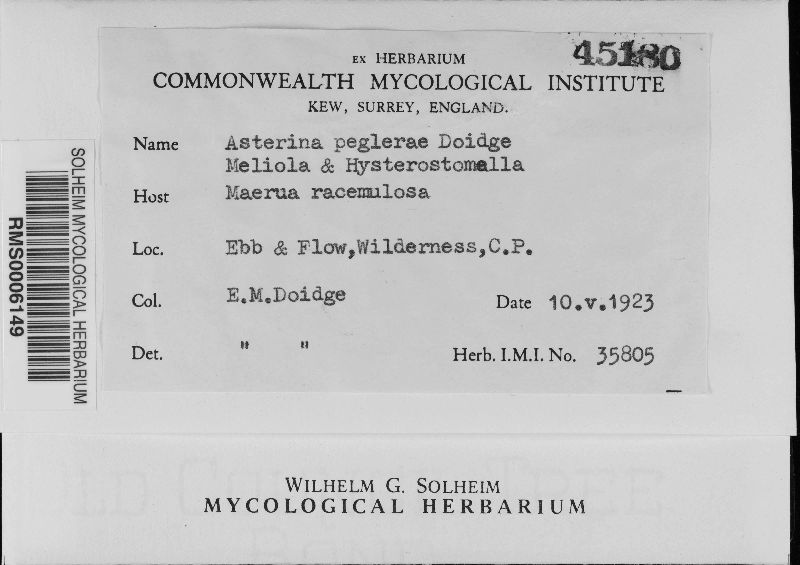 45180
EX HERBARIUM
COMMONWEALTH MYCOLOGICAL INSTITUTE
KEW, SURREY, ENGLAND.
Name Asterina peglerae Doidge
Meliola & Hysterostomella
Host Maerua racemulosa
Loc. Ebb & Flow,Wilderness,C.P.
Col. E.M.Doidge Date 10.v.1923
Det. " " Herb. I.M.I. No. 35805
SOLHEIM MYCOLOGICAL HERBARIUM
RMS0006149
WILHELM G. SOLHEIM
MYCOLOGICAL HERBARIUM